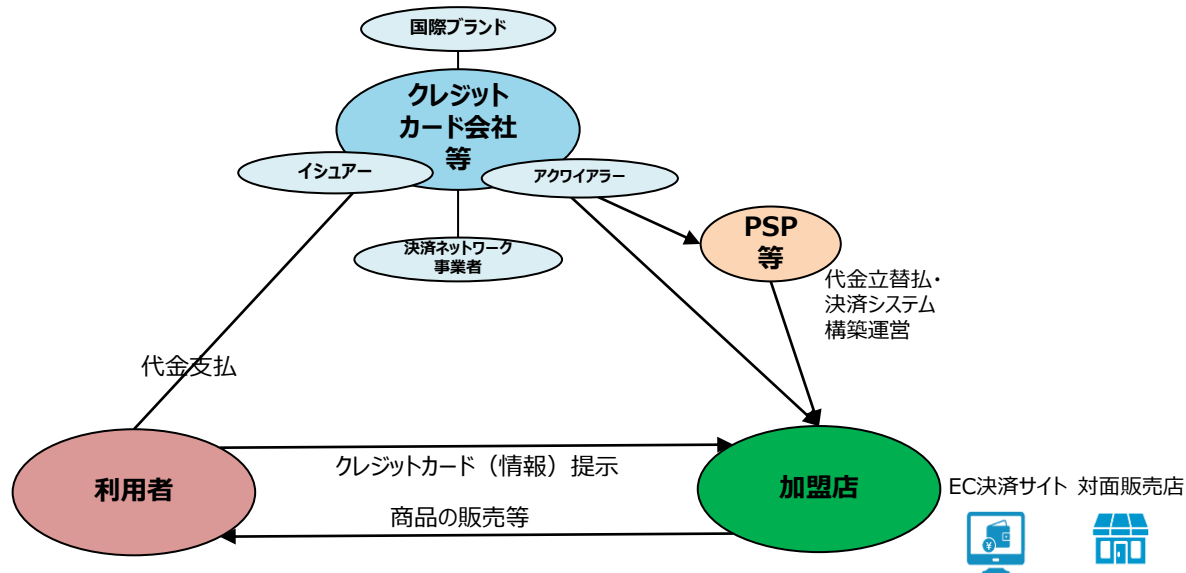 国際ブランド
クレジット
カード会社
等
イシュアー
アクワイアラー
決済ネットワーク
事業者
PSP
等
代金立替払・
決済システム
構築運営
代金支払
クレジットカード（情報）提示
利用者
加盟店
EC決済サイト 対面販売店
商品の販売等
¥